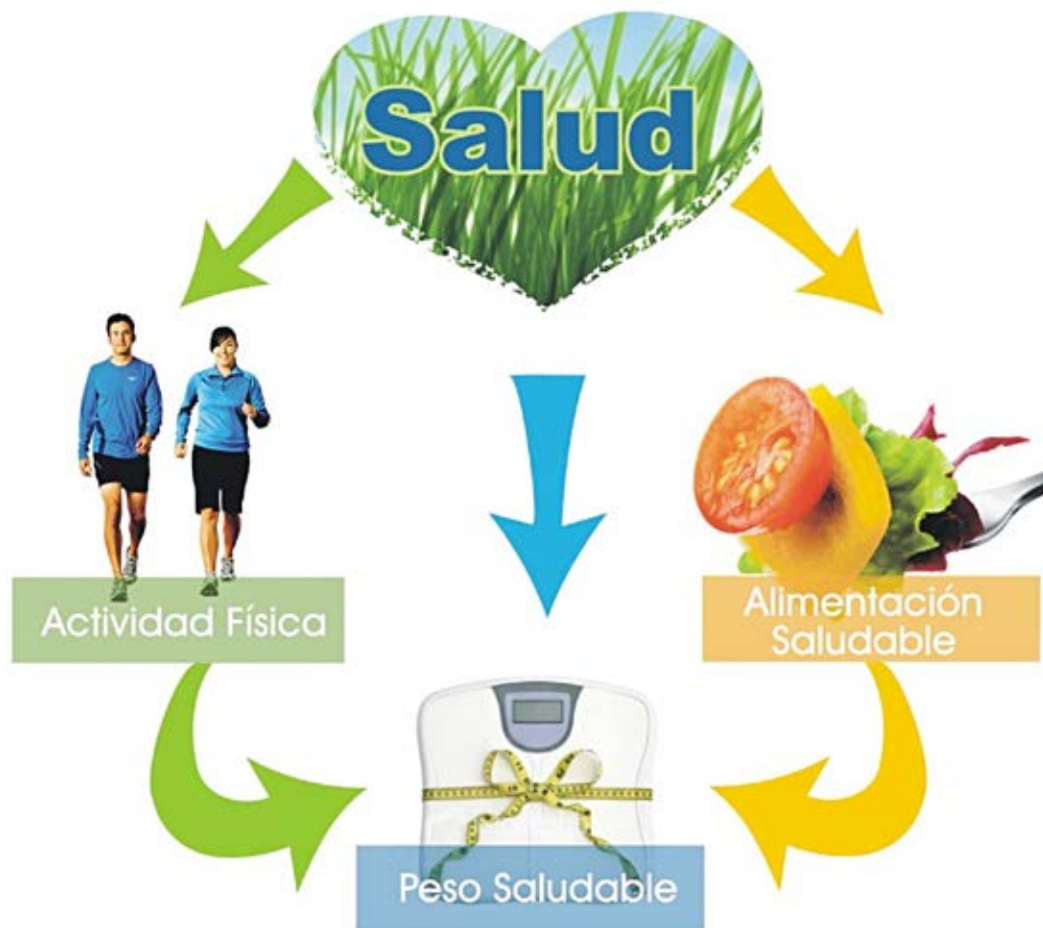 Salud
Actividad Física
Alimentación
Saludable
Peso Saludable